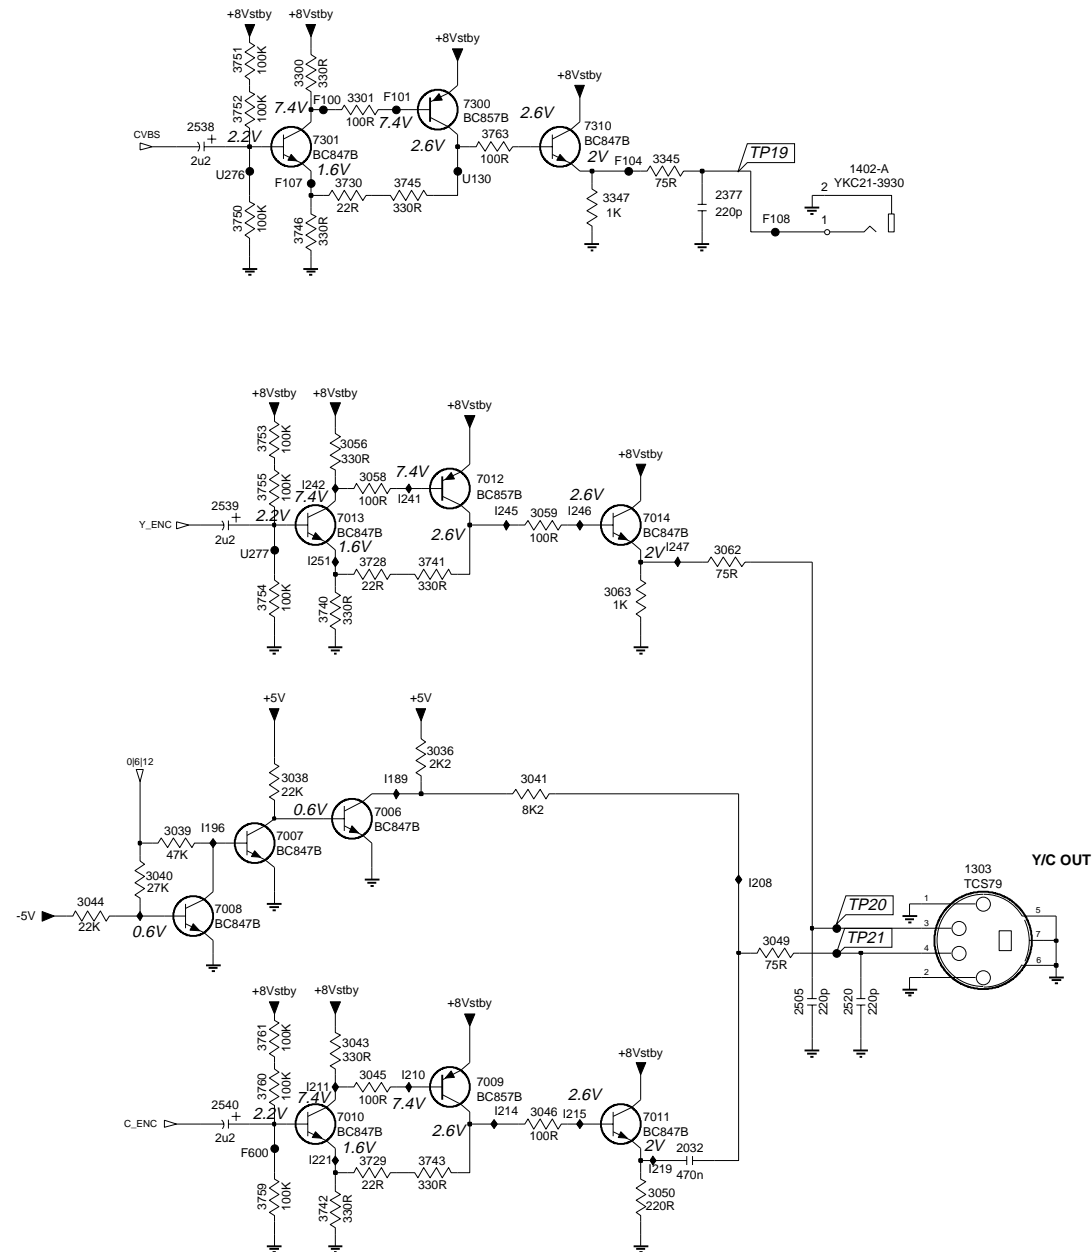 +8Vstby
+8Vstby
+8Vstby
+8Vstby
3751
100K
3300
330R
3752
100K
7.4V
F100
3301
100R
F101
7.4V
7300
BC857B
2.6V
CVBS
2538
2u2
+
2.2V
7301
BC847B
1.6V
2.6V
3763
100R
7310
BC847B
2V
F104
3345
75R
TP19
1402-A
YKC21-3930
2
U276
F107
3730
22R
3745
330R
U130
3347
1K
2377
220p
F108
1
3750
100K
3746
330R
+8Vstby
+8Vstby
+8Vstby
+8Vstby
3753
100K
3056
330R
3755
100K
I242
7.4V
3058
100R
7.4V
I241
7012
BC857B
2.6V
Y_ENC
2539
2u2
+
2.2V
7013
BC847B
1.6V
2.6V
I245
3059
100R
I246
7014
BC847B
2V
I247
3062
75R
U277
I251
3728
22R
3741
330R
3063
1K
3754
100K
3740
330R
+5V
+5V
0|6|12
3038
22K
3036
2K2
I189
3041
8K2
0.6V
7006
BC847B
3039
47K
I196
7007
BC847B
3040
27K
-5V
3044
22K
0.6V
7008
BC847B
I208
Y/C OUT
1303
TCS79
1
TP20
3
5
7
TP21
4
6
2
3049
75R
2505
220p
2520
220p
+8Vstby
+8Vstby
+8Vstby
+8Vstby
3761
100K
3043
330R
3760
100K
I211
7.4V
3045
100R
I210
7.4V
7009
BC857B
2.6V
C_ENC
2540
2u2
+
2.2V
7010
BC847B
1.6V
2.6V
I214
3046
100R
I215
7011
BC847B
2V
I219
2032
470n
F600
I221
3729
22R
3743
330R
3050
220R
3759
100K
3742
330R